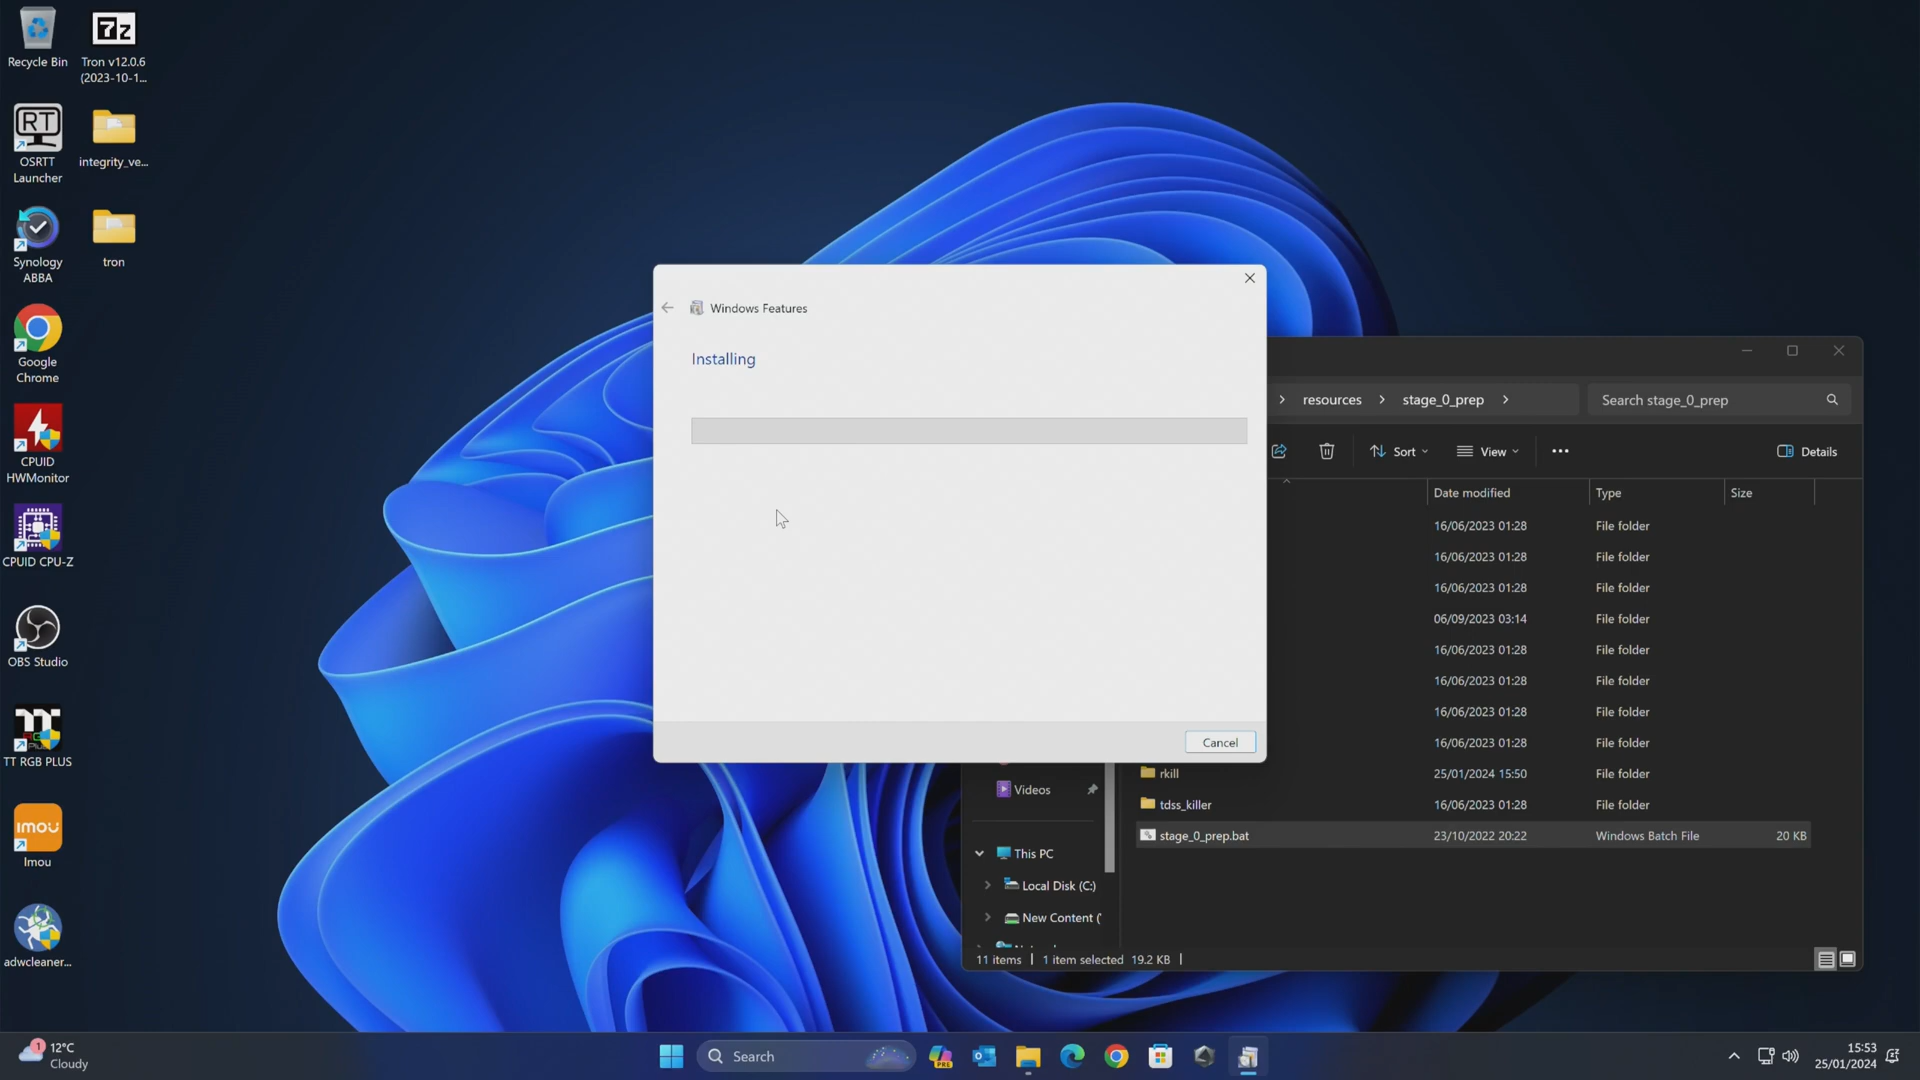 Recycle Bin
Tron v12.0.6
(2023-10-1...
OSRTT
Launcher
integrity_ve...
Synology
ABBA
tron
Google
Chrome
CPUID
HWMonitor
CPUID CPU-Z
OBS Studio
TT RGB PLUS
imou
Imou
adwcleaner...
Windows Features
Installing
Cancel
resources
stage_0_prep
Search stage_0_prep
Sort
View
Details
Date modified
Type
Size
16/06/2023 01:28
File folder
16/06/2023 01:28
File folder
16/06/2023 01:28
File folder
06/09/2023 03:14
File folder
16/06/2023 01:28
File folder
16/06/2023 01:28
File folder
16/06/2023 01:28
File folder
16/06/2023 01:28
File folder
rkill
25/01/2024 15:50
File folder
tdss_killer
16/06/2023 01:28
File folder
stage_0_prep.bat
23/10/2022 20:22
Windows Batch File
20 KB
Videos
This PC
Local Disk (C:)
New Content (
11 items
1 item selected
19.2 KB
1
12°C
Cloudy
Search
PRE
15:53
25/01/2024